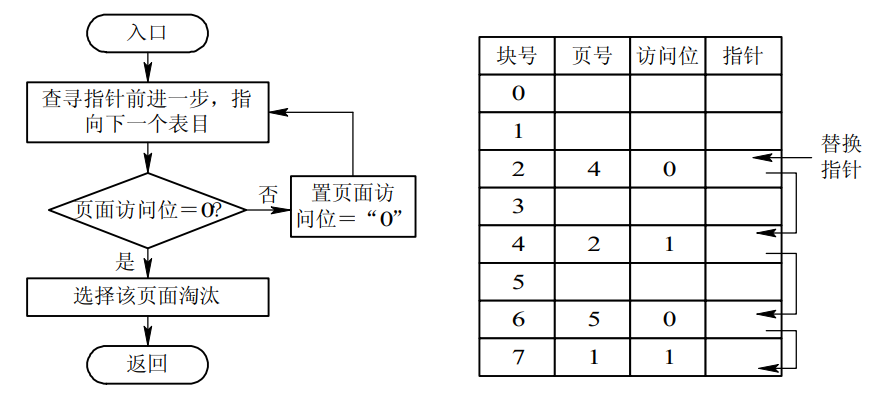 入口
查寻指针前进一步，指
向下一个表目
页面访问位＝0?
否
置页面访
问位＝“0”
是
选择该页面淘汰
返回
块号 页号 访问位 指针
0
1
2 4 0
3
4 2 1
5
6 5 0
7 1 1
替换
指针